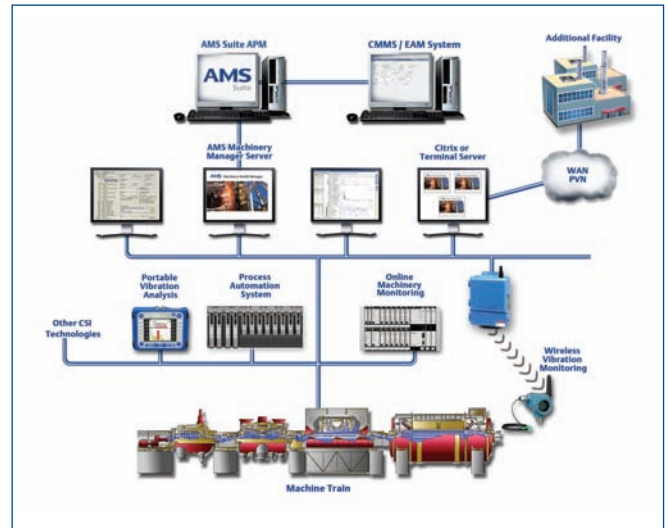 AMS Suite APM
CMMS / EAM System
Additional Facility
AMS
Suite
AMS Machinery
Manager Server
Citrix or
Terminal Server
WAN
PVN
AMS
Portable
Vibration
Analysis
Process
Automation
System
Online
Machinery
Monitoring
Other CSI
Technologies
Wireless
Vibration
Monitoring
Machine Train